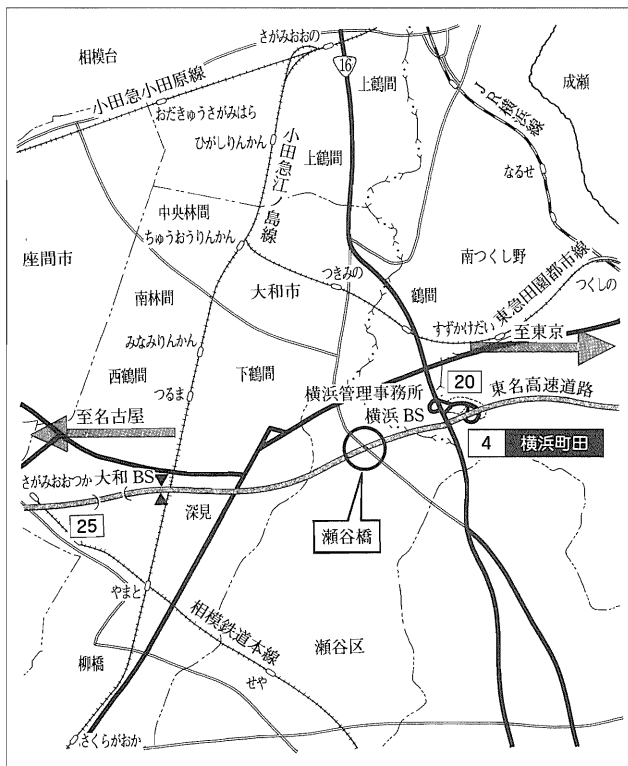 さがみおおの
相模台
16
上鶴間
成瀬
小田急小田原線
JR横浜線
おだきゅうさがみはら
ひがしりんかん
小田急江ノ島線
上鶴間
なるせ
中央林間
ちゅうおうりんかん
座間市
南つくし野
東急田園都市線
つきみの
大和市
鶴間
つくしの
南林間
すずかけだい
みなみりんかん
至東京
西鶴間
下鶴間
横浜管理事務所
20
東名高速道路
つるま
横浜 BS
至名古屋
4 横浜町田
さがみおおつか
大和 BS
深見
25
瀬谷橋
やまと
相模鉄道本線
瀬谷区
柳橋
せや
さくらがおか